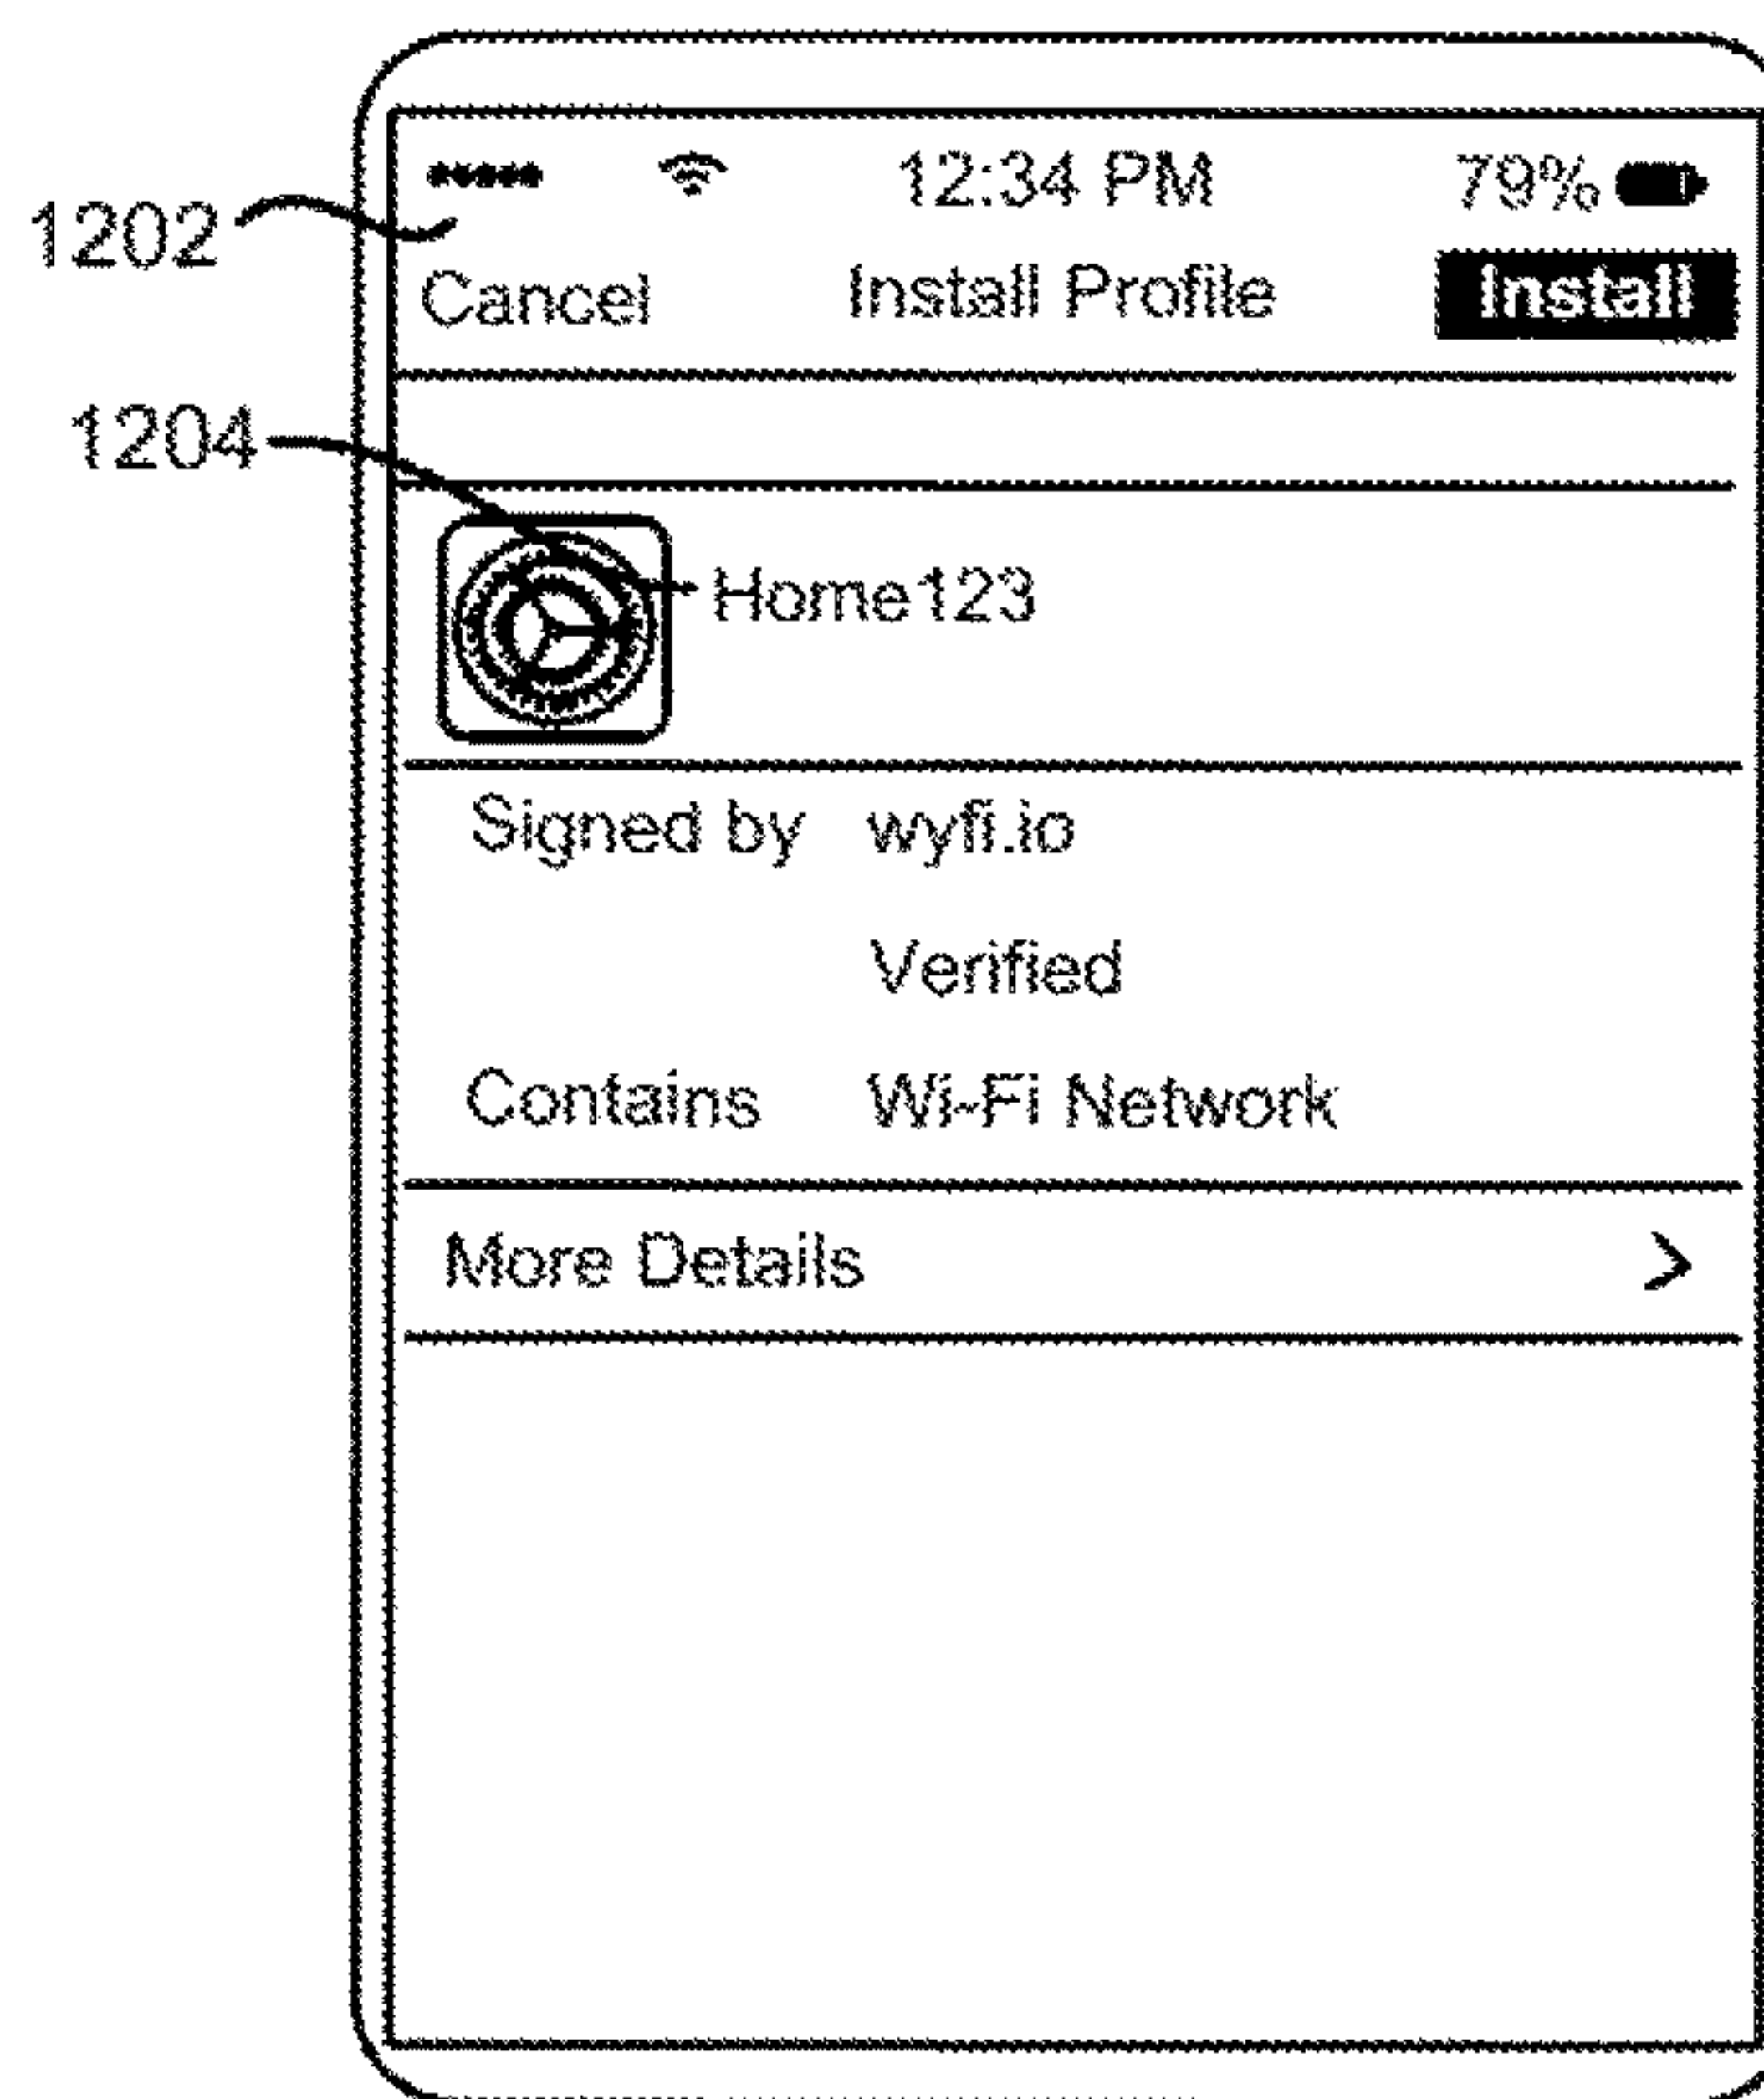 12:34 PM 79%
1202
Cancel Install Profile Install
1204
Home123
Signed by wyfi.io
Verified
Contains Wi-Fi Network
More Details >